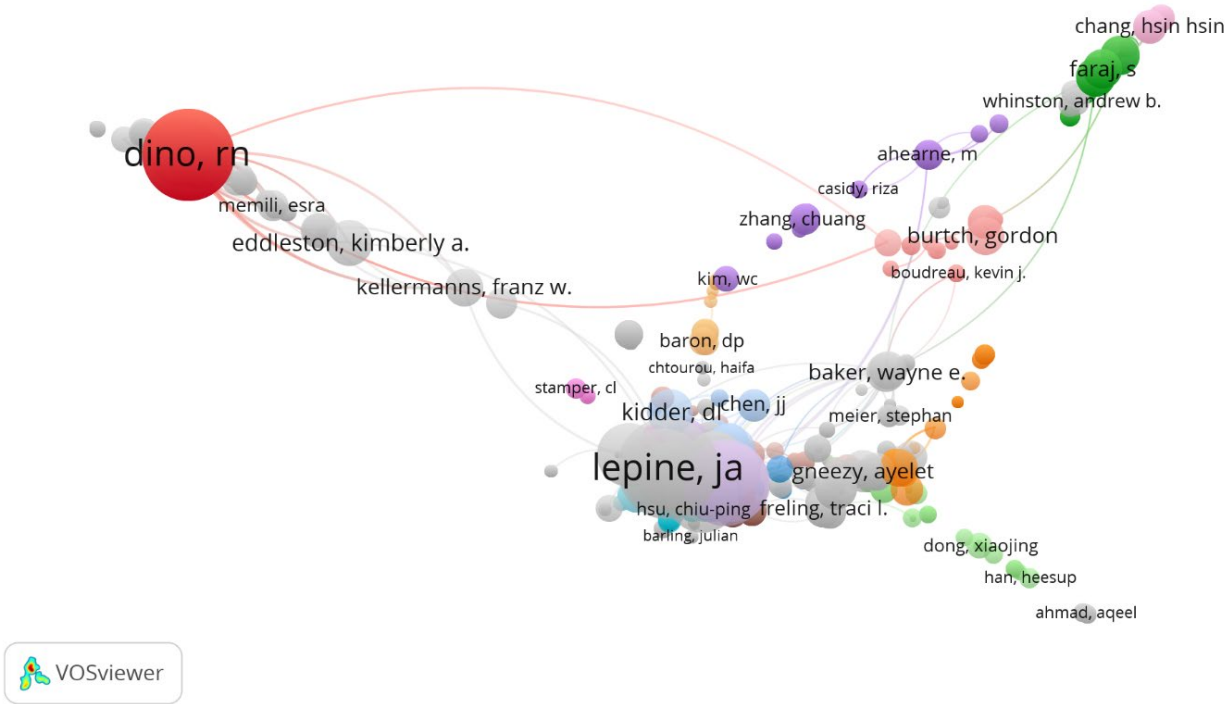 chang, hsin hsin
faraj, s
whinston, andrew b.
dino, rn
ahearne, m
casidy, riza
memili, esra
zhang, chuang
eddleston, kimberly a.
burtch, gordon
boudreau, kevin j.
kellermanns, franz w.
kim, wc
baron, dp
chtourou, haifa
baker, wayne e.
stamper, cl
kidder, dl
chen, jj
meier, stephan
lepine, ja
gneezy, ayelet
hsu, chiu-ping
freling, traci l.
barling, julian
dong, xiaojing
han, heesup
ahmad, aqeel
VOSviewer